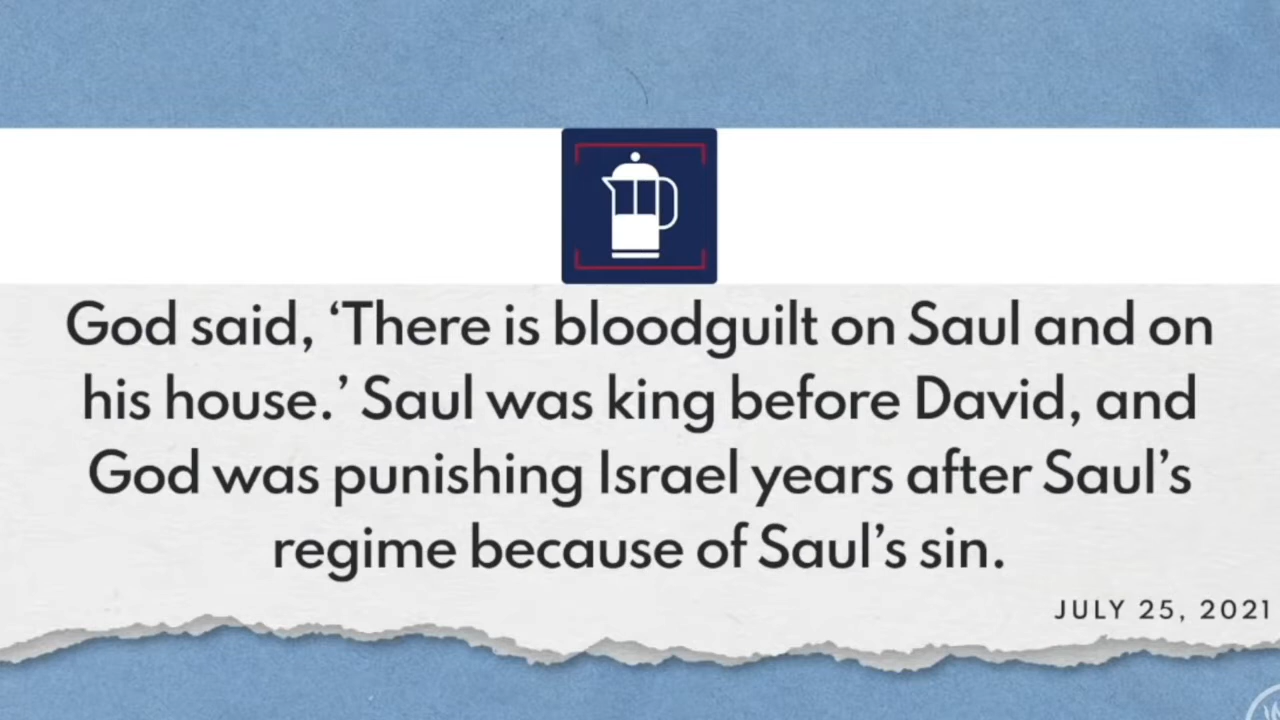 God said, ‘There is bloodguilt on Saul and on
his house.’ Saul was king before David, and
God was punishing Israel years after Saul’s
regime because of Saul’s sin.
JULY 25, 2021